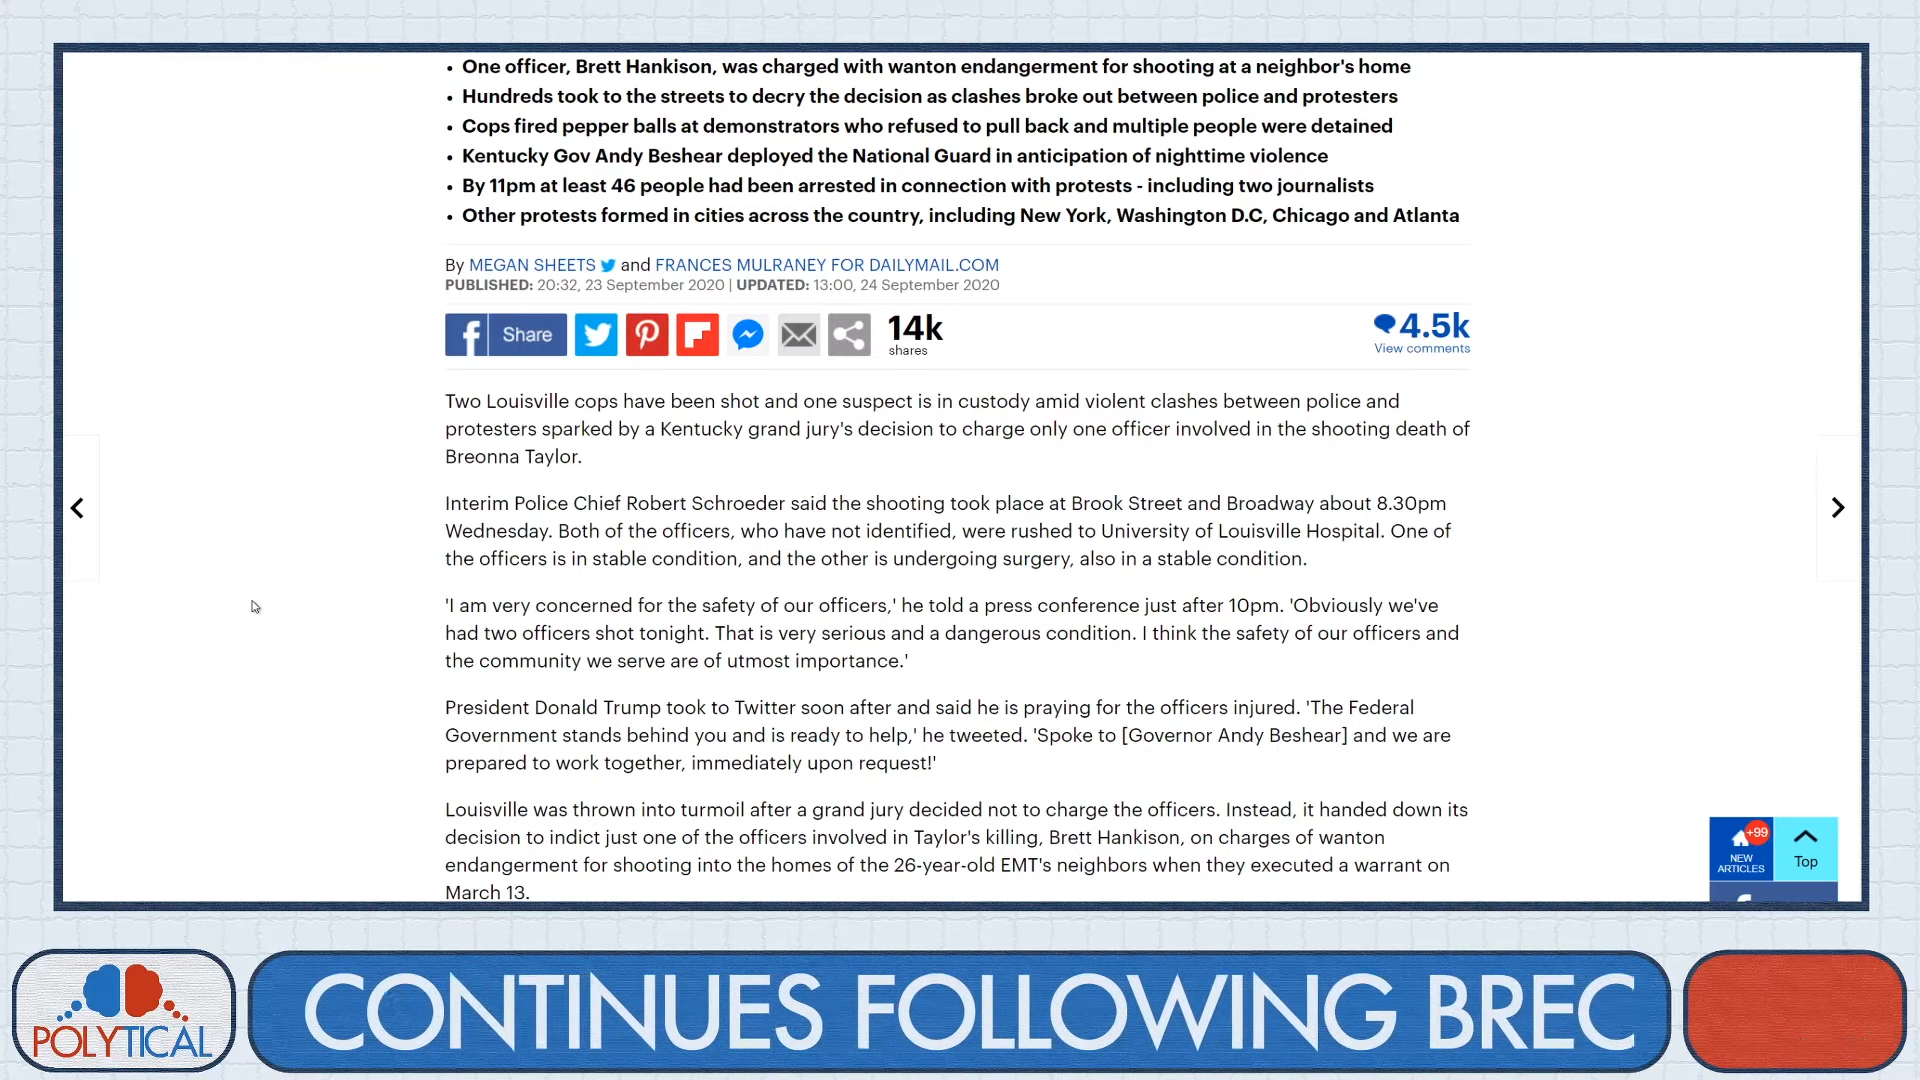 • One officer, Brett Hankison, was charged with wanton endangerment for shooting at a neighbor's home
• Hundreds took to the streets to decry the decision as clashes broke out between police and protesters
• Cops fired pepper balls at demonstrators who refused to pull back and multiple people were detained
• Kentucky Gov Andy Beshear deployed the National Guard in anticipation of nighttime violence
• By 11pm at least 46 people had been arrested in connection with protests - including two journalists
• Other protests formed in cities across the country, including New York, Washington D.C, Chicago and Atlanta
By MEGAN SHEETS and FRANCES MULRANEY FOR DAILYMAIL.COM
PUBLISHED: 20:32, 23 September 2020 | UPDATED: 13:00, 24 September 2020
Share
14k
shares
4.5k
View comments
Two Louisville cops have been shot and one suspect is in custody amid violent clashes between police and
protesters sparked by a Kentucky grand jury's decision to charge only one officer involved in the shooting death of
Breonna Taylor.
Interim Police Chief Robert Schroeder said the shooting took place at Brook Street and Broadway about 8.30pm
Wednesday. Both of the officers, who have not identified, were rushed to University of Louisville Hospital. One of
the officers is in stable condition, and the other is undergoing surgery, also in a stable condition.
'I am very concerned for the safety of our officers,' he told a press conference just after 10pm. 'Obviously we've
had two officers shot tonight. That is very serious and a dangerous condition. I think the safety of our officers and
the community we serve are of utmost importance.'
President Donald Trump took to Twitter soon after and said he is praying for the officers injured. 'The Federal
Government stands behind you and is ready to help,' he tweeted. 'Spoke to [Governor Andy Beshear] and we are
prepared to work together, immediately upon request!'
Louisville was thrown into turmoil after a grand jury decided not to charge the officers. Instead, it handed down its
decision to indict just one of the officers involved in Taylor's killing, Brett Hankison, on charges of wanton
endangerment for shooting into the homes of the 26-year-old EMT's neighbors when they executed a warrant on
March 13.
+99
NEW
ARTICLES
Top
POLYTICAL
CONTINUES FOLLOWING BREC